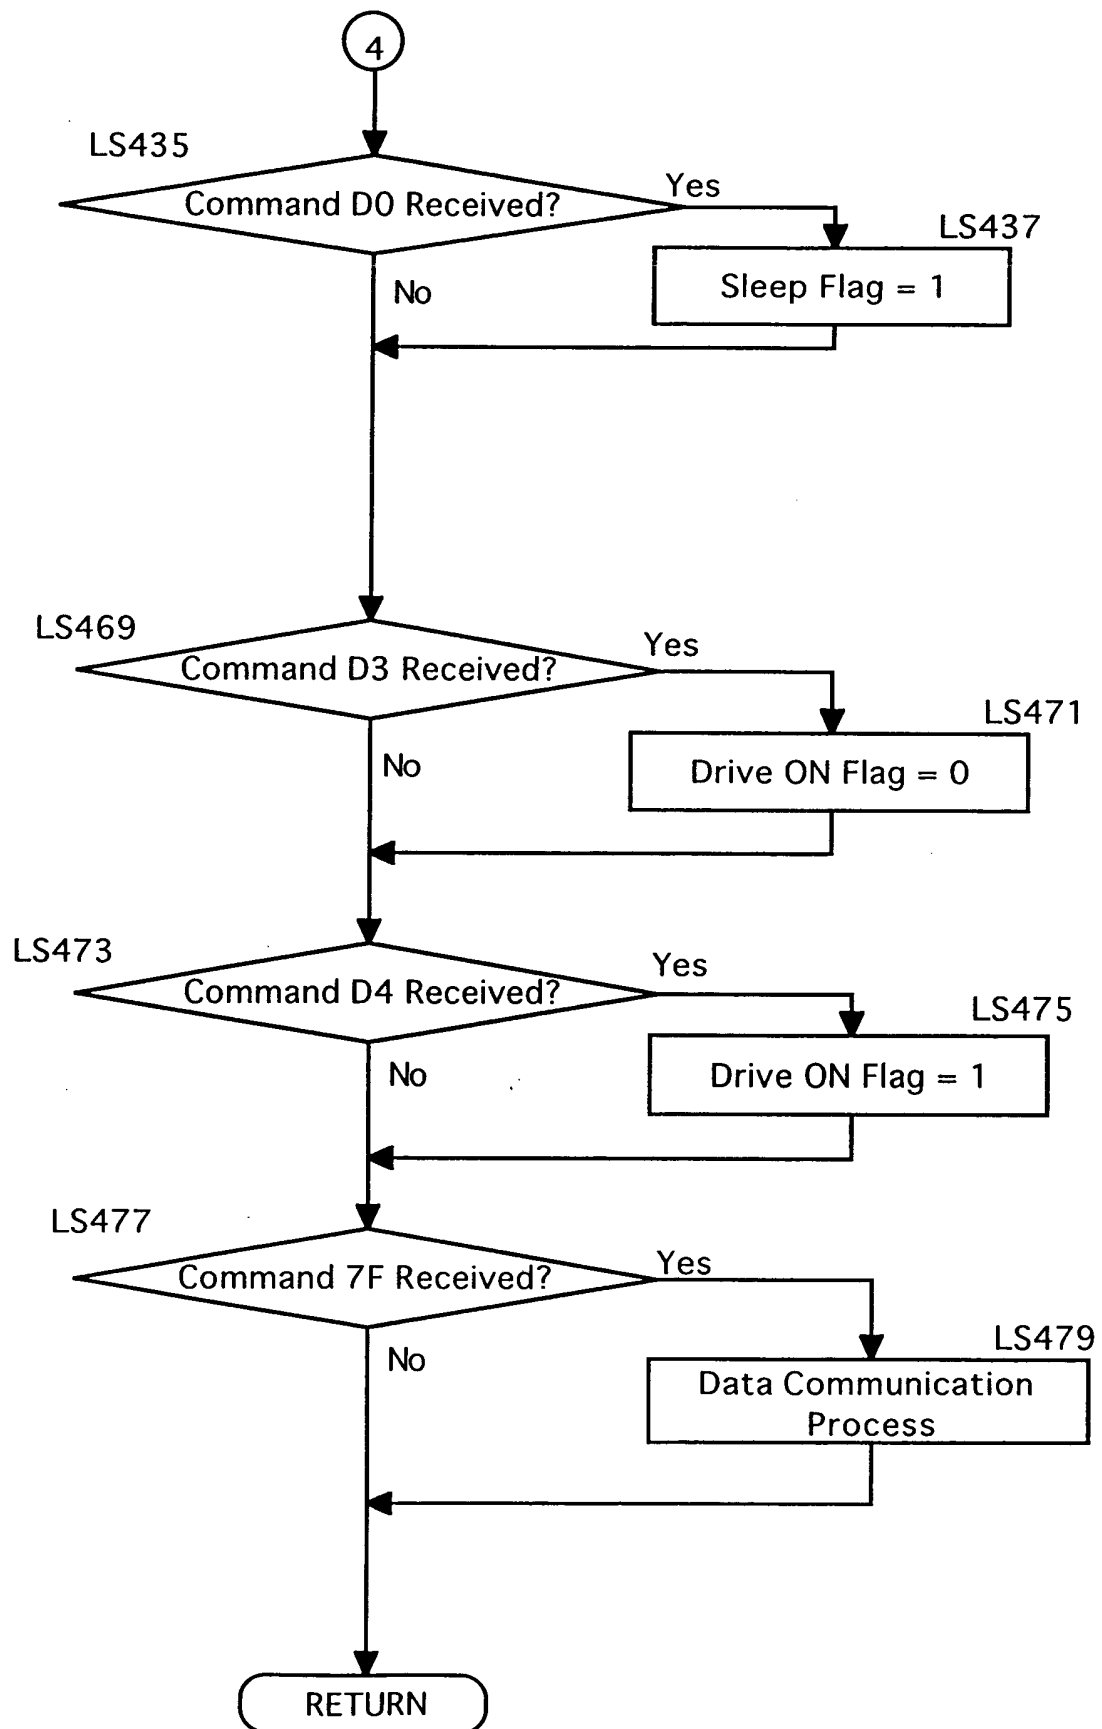 4
LS435
Command D0 Received?
Yes
LS437
Sleep Flag = 1
No
LS469
Command D3 Received?
Yes
LS471
Drive ON Flag = 0
No
LS473
Command D4 Received?
Yes
LS475
Drive ON Flag = 1
No
LS477
Command 7F Received?
Yes
LS479
Data Communication
Process
No
RETURN